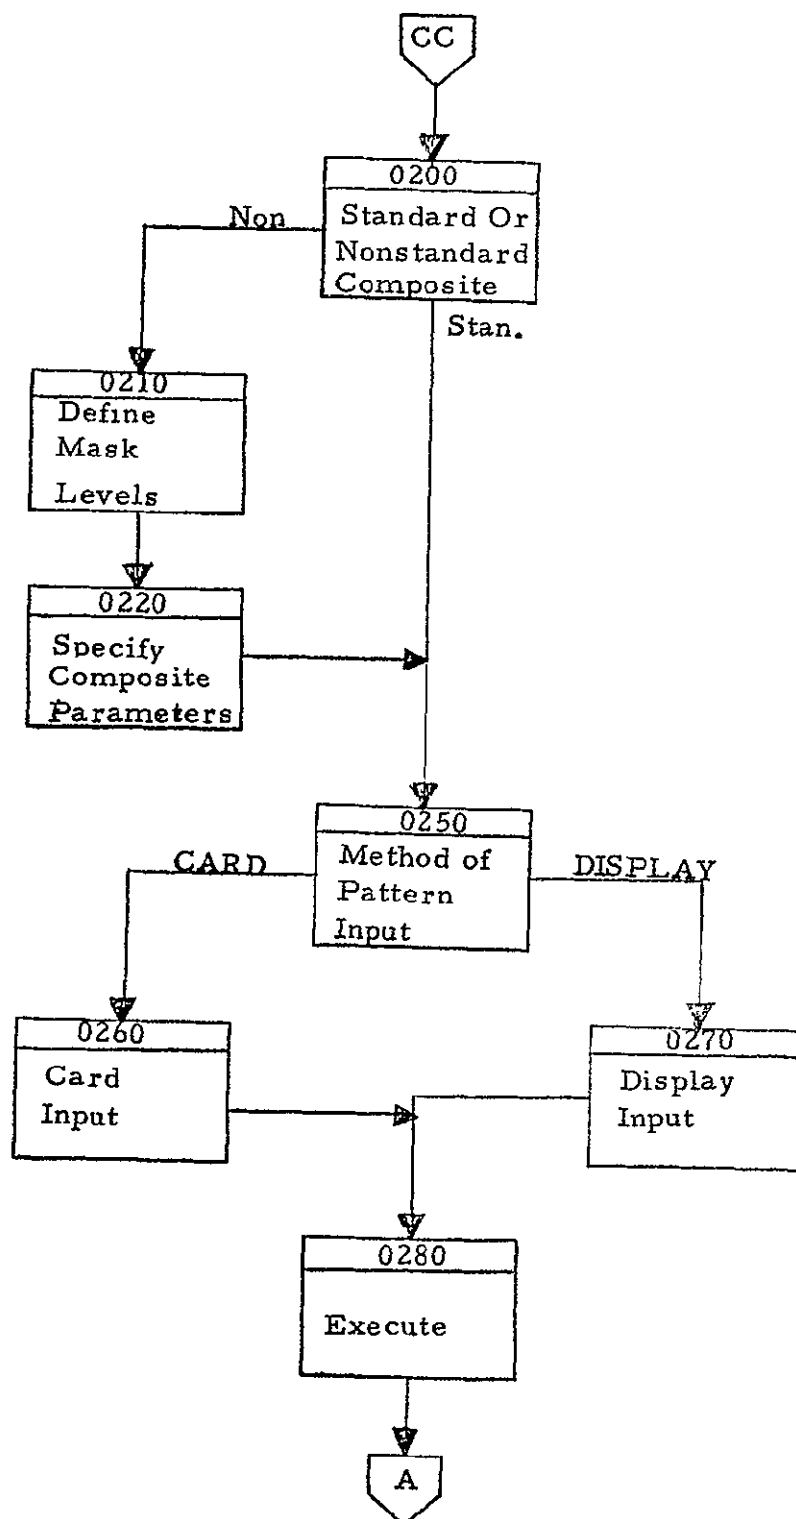 CC
0200
Standard Or
Nonstandard
Composite
Non
Stan.
0210
Define
Mask
Levels
0220
Specify
Composite
Parameters
0250
Method of
Pattern
Input
CARD
DISPLAY
0260
Card
Input
0270
Display
Input
0280
Execute
A